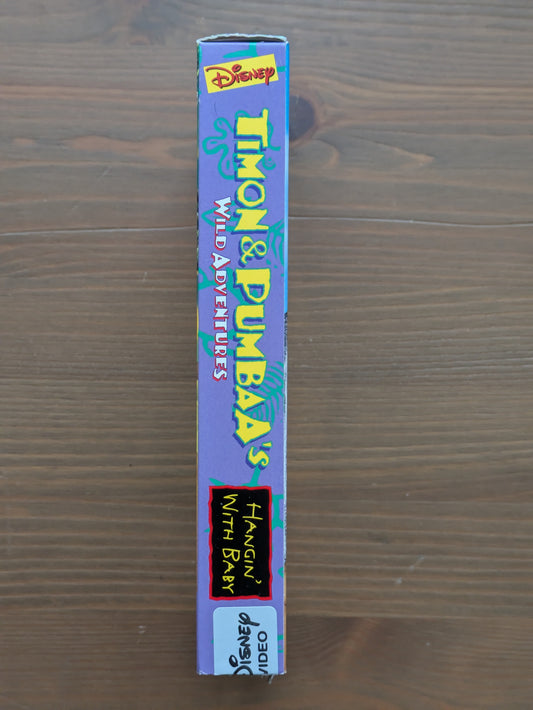 Disney
TIMON & PUMBAA's
WILD ADVENTURES
HANGIN'
WITH BABY
Disney
VIDEO